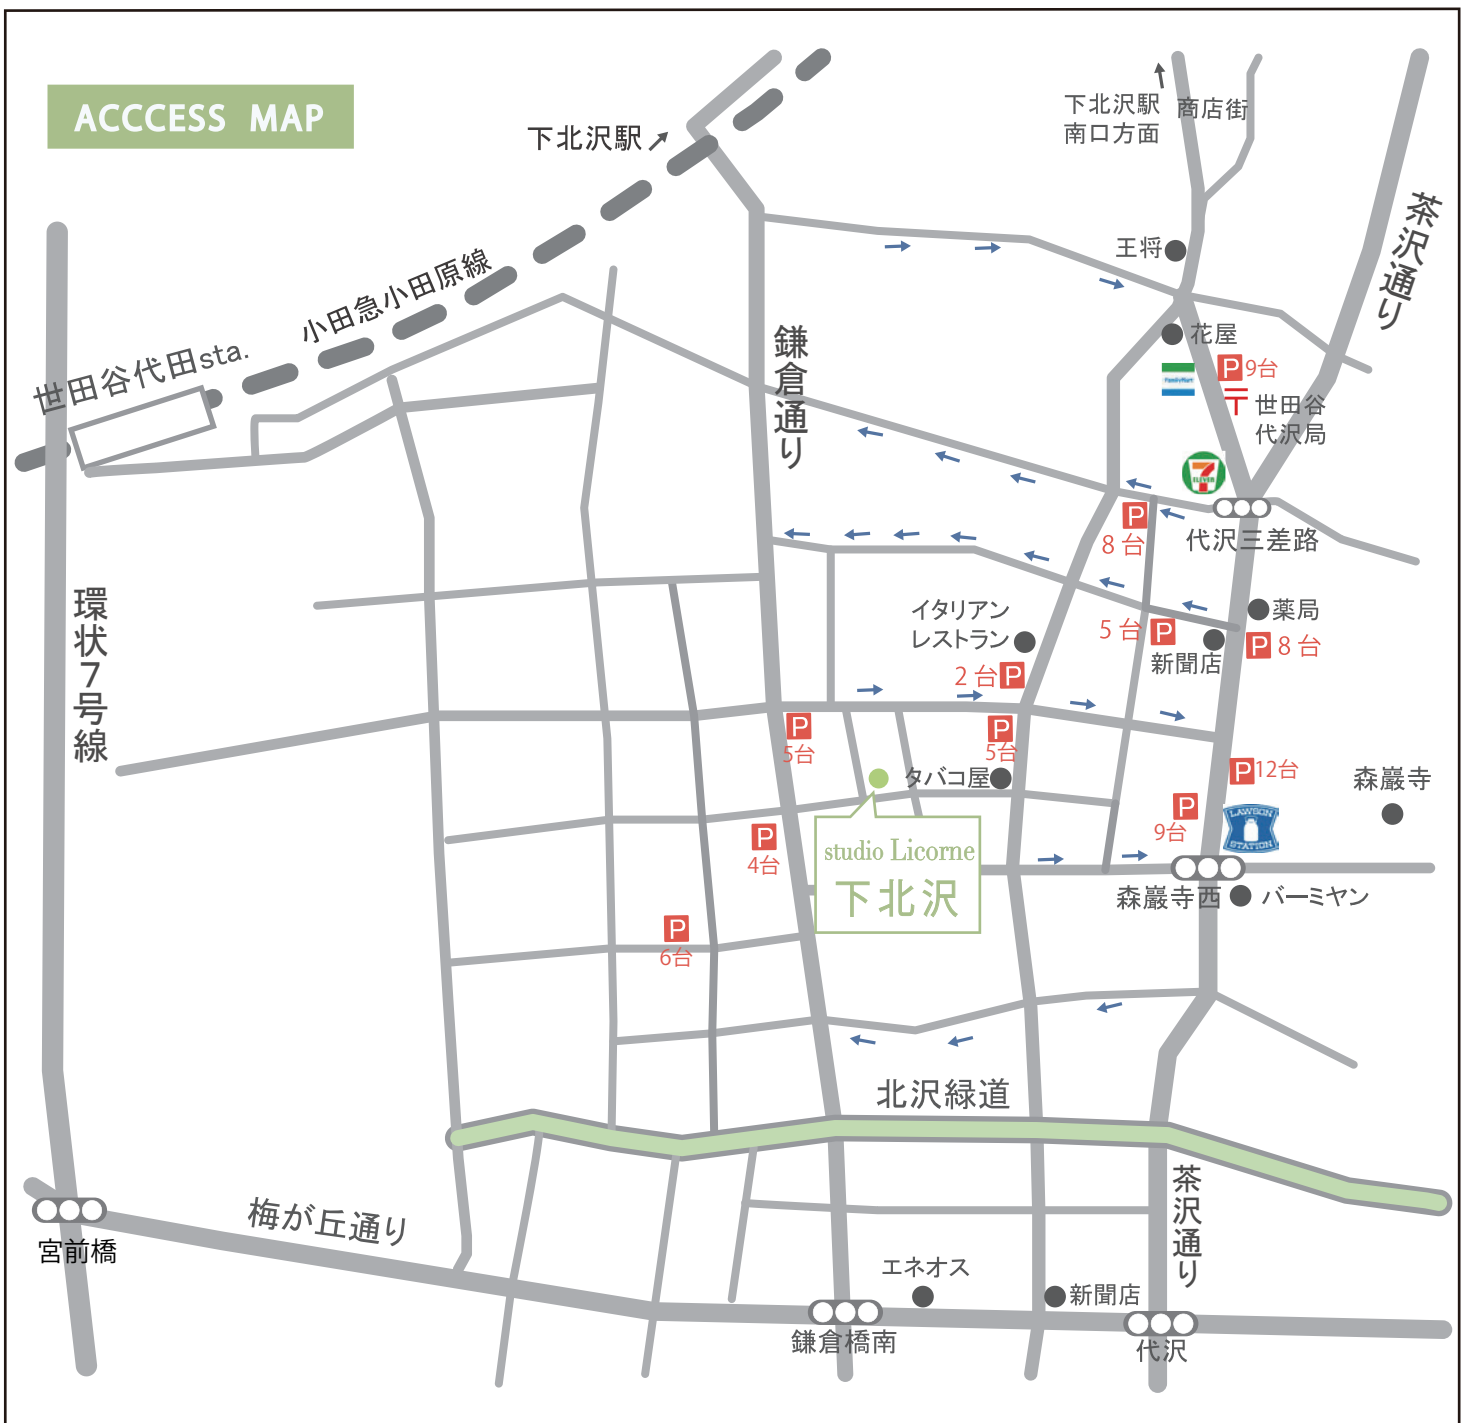 ACCCESS MAP
下北沢駅
下北沢駅
南口方面
商店街
茶沢通り
王将
小田急小田原線
世田谷代田sta.
鎌倉通り
花屋
FamilyMart
P 9台
〒 世田谷
代沢局
7
ELEVEN
P
8 台
代沢三差路
環状7号線
イタリアン
レストラン
2 台 P
5 台 P
新聞店
薬局
P 8 台
P
5台
P
5台
タバコ屋
P 12台
森巌寺
P
9台
LAWSON
STATION
P
4台
studio Licorne
下北沢
森巌寺西
バーミヤン
P
6台
北沢緑道
茶沢通り
梅が丘通り
宮前橋
エネオス
新聞店
鎌倉橋南
代沢